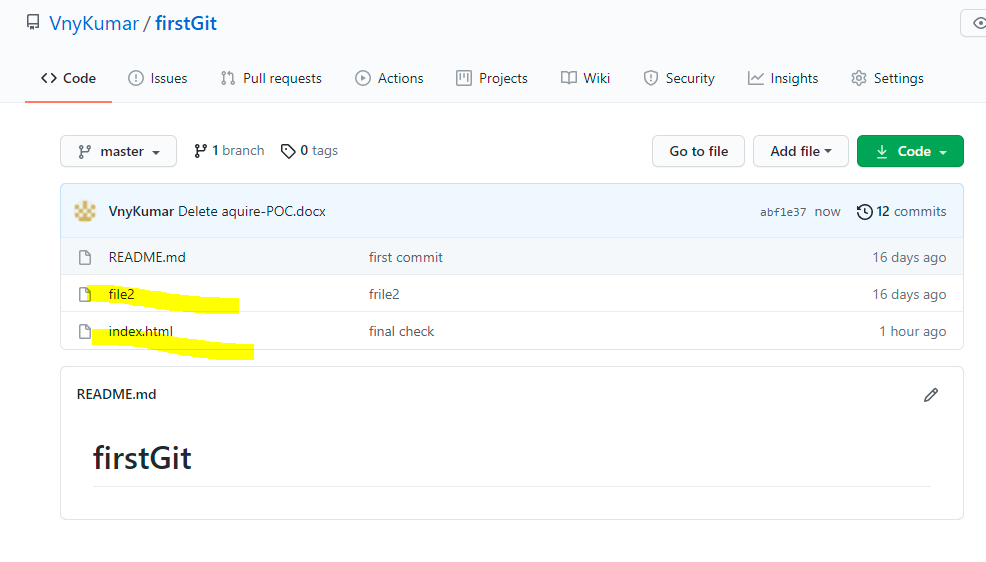 VnyKumar / firstGit
Code Issues Pull requests Actions Projects Wiki Security Insights Settings
master 1 branch 0 tags Go to file Add file Code
VnyKumar Delete aquire-POC.docx abf1e37 now 12 commits
README.md first commit 16 days ago
file2 frile2 16 days ago
index.html final check 1 hour ago
README.md
firstGit